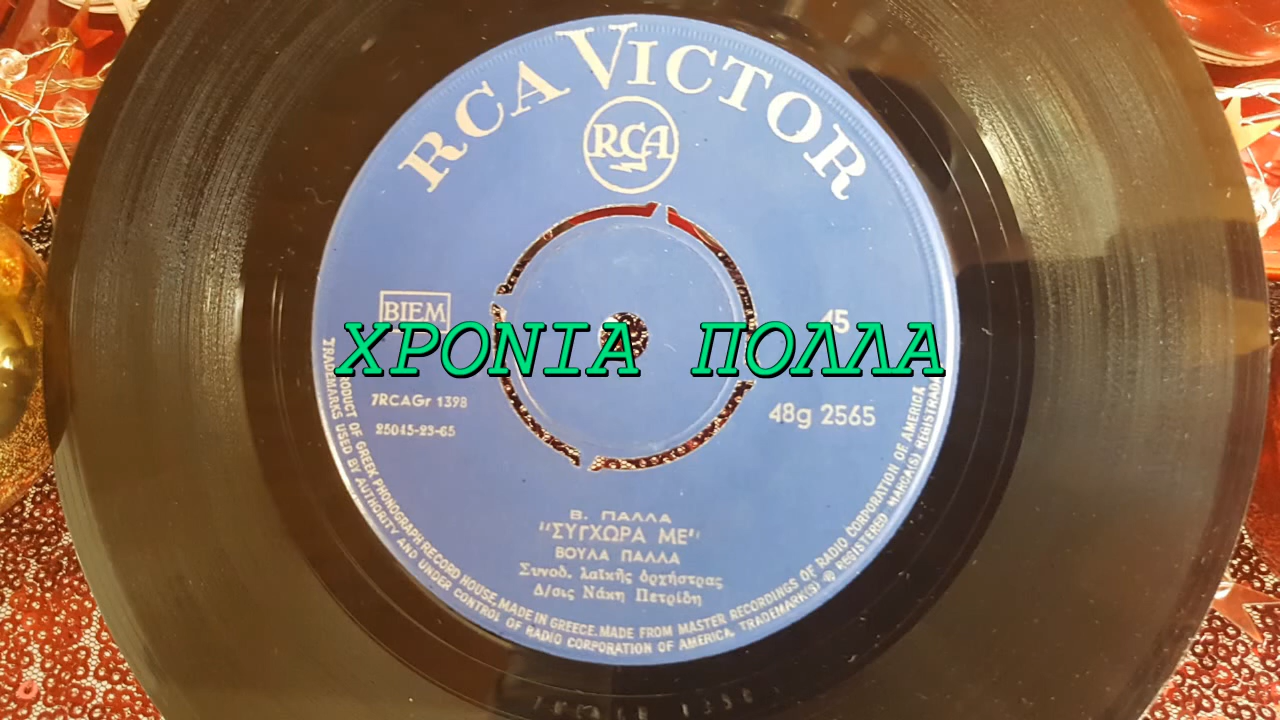 RCA VICTOR
RCA
BIEM
45
ΧΡΟΝΙΑ ΠΟΛΛΑ
7RCAGr 1398
48g 2565
25045-23-65
Β. ΠΑΛΛΑ
"ΣΥΓΧΩΡΑ ΜΕ"
ΒΟΥΛΑ ΠΑΛΛΑ
Συνοδ. λαϊκῆς ὀρχήστρας
Δ/σις Νάκη Πετρίδη
PRODUCT OF GREEK PHONOGRAPH RECORD HOUSE. MADE IN GREECE. MADE FROM MASTER RECORDINGS OF RADIO CORPORATION OF AMERICA
TRADEMARKS USED BY AUTHORITY AND UNDER CONTROL OF RADIO CORPORATION OF AMERICA. TRADEMARK(S) ® REGISTERED. MARCA(S) REGISTRADA